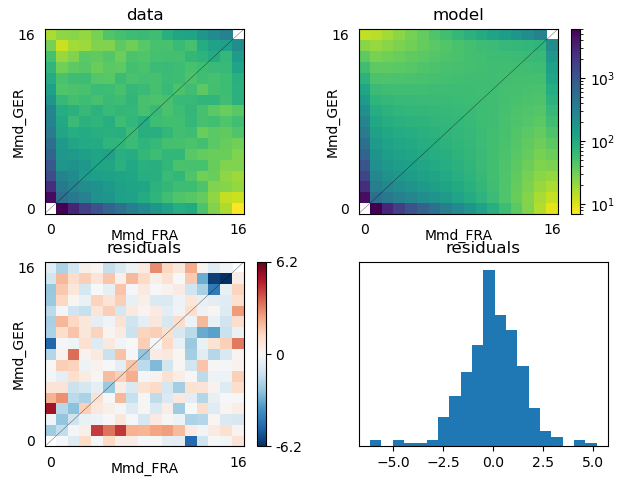 data
model
16
Mmd_GER
0
0
16
Mmd_FRA
16
Mmd_GER
0
0
16
Mmd_FRA
10³
10²
10¹
residuals
residuals
16
Mmd_GER
0
0
16
Mmd_FRA
6.2
0
-6.2
−5.0
−2.5
0.0
2.5
5.0